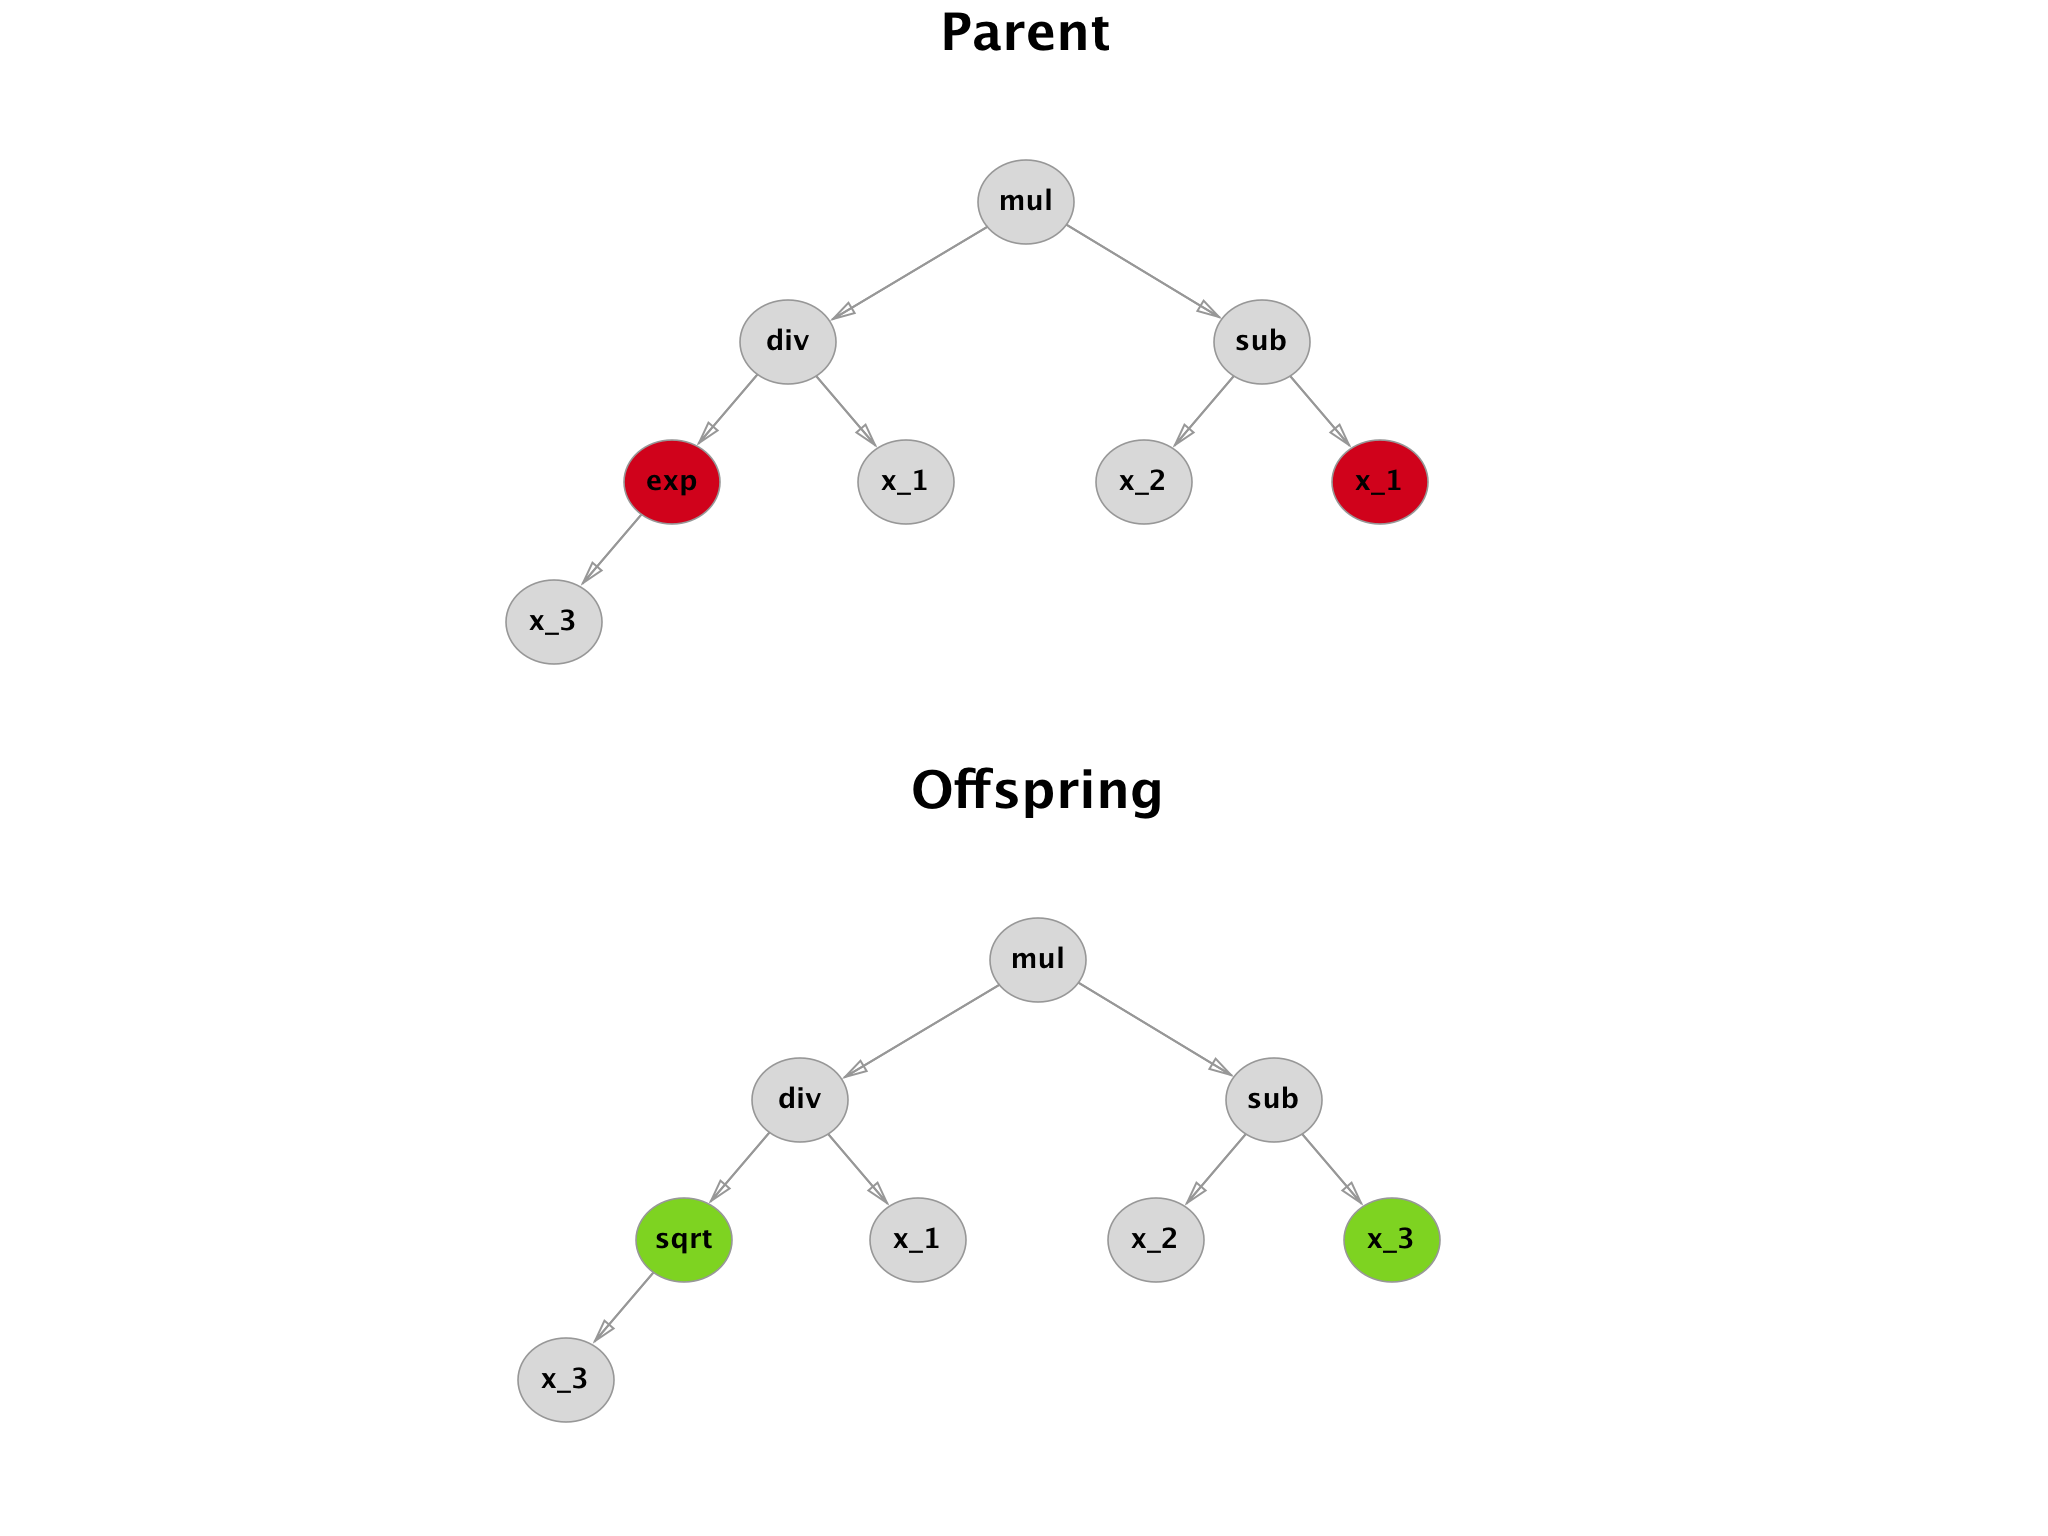 Parent
mul
div
sub
exp
x_1
x_2
x_1
x_3
Offspring
mul
div
sub
sqrt
x_1
x_2
x_3
x_3